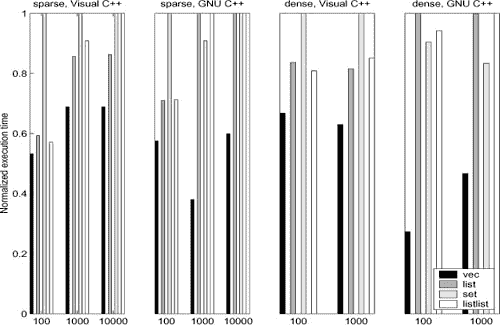 sparse, Visual C++
sparse, GNU C++
dense, Visual C++
dense, GNU C++
Normalized execution time
1
0.8
0.6
0.4
0.2
0
100 1000 10000
100 1000 10000
100 1000
100 1000
vec
list
set
listlist